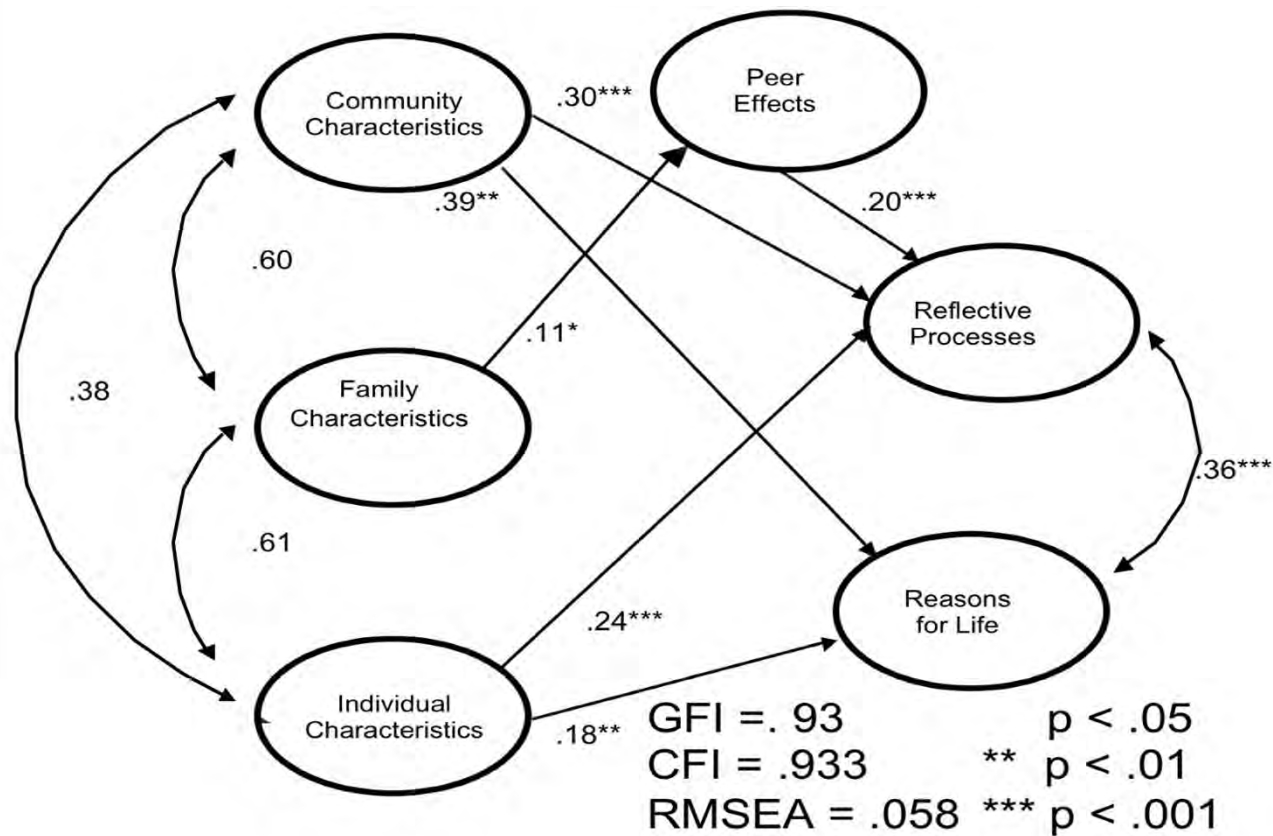 Community
Characteristics
.30***
Peer
Effects
.39**
.20***
.60
Reflective
Processes
.11*
.38
Family
Characteristics
.36***
.61
Reasons
for Life
.24***
Individual
Characteristics
.18**
GFI =. 93 p < .05
CFI = .933 ** p < .01
RMSEA = .058 *** p < .001